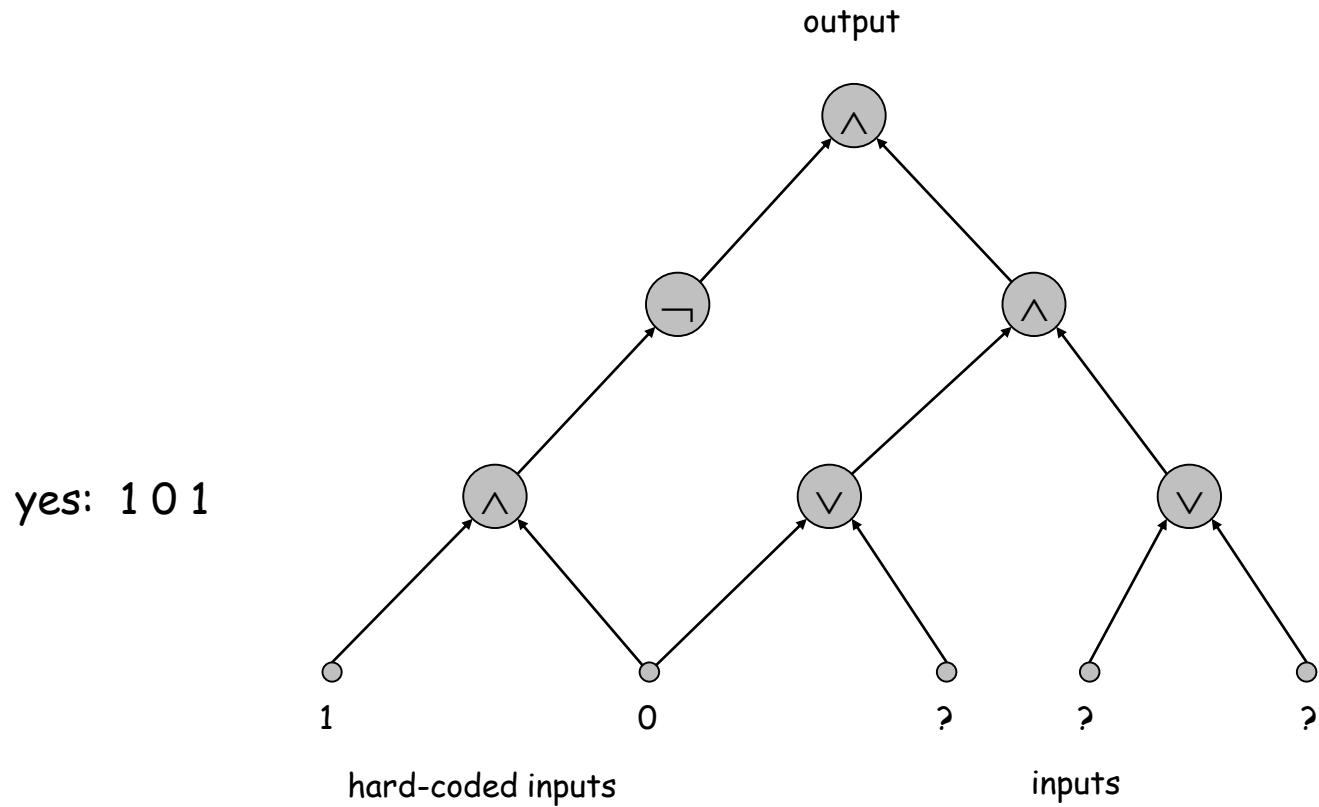 output
∧
¬ ∧
yes: 1 0 1
∧ ∨ ∨
1 0 ? ? ?
hard-coded inputs
inputs